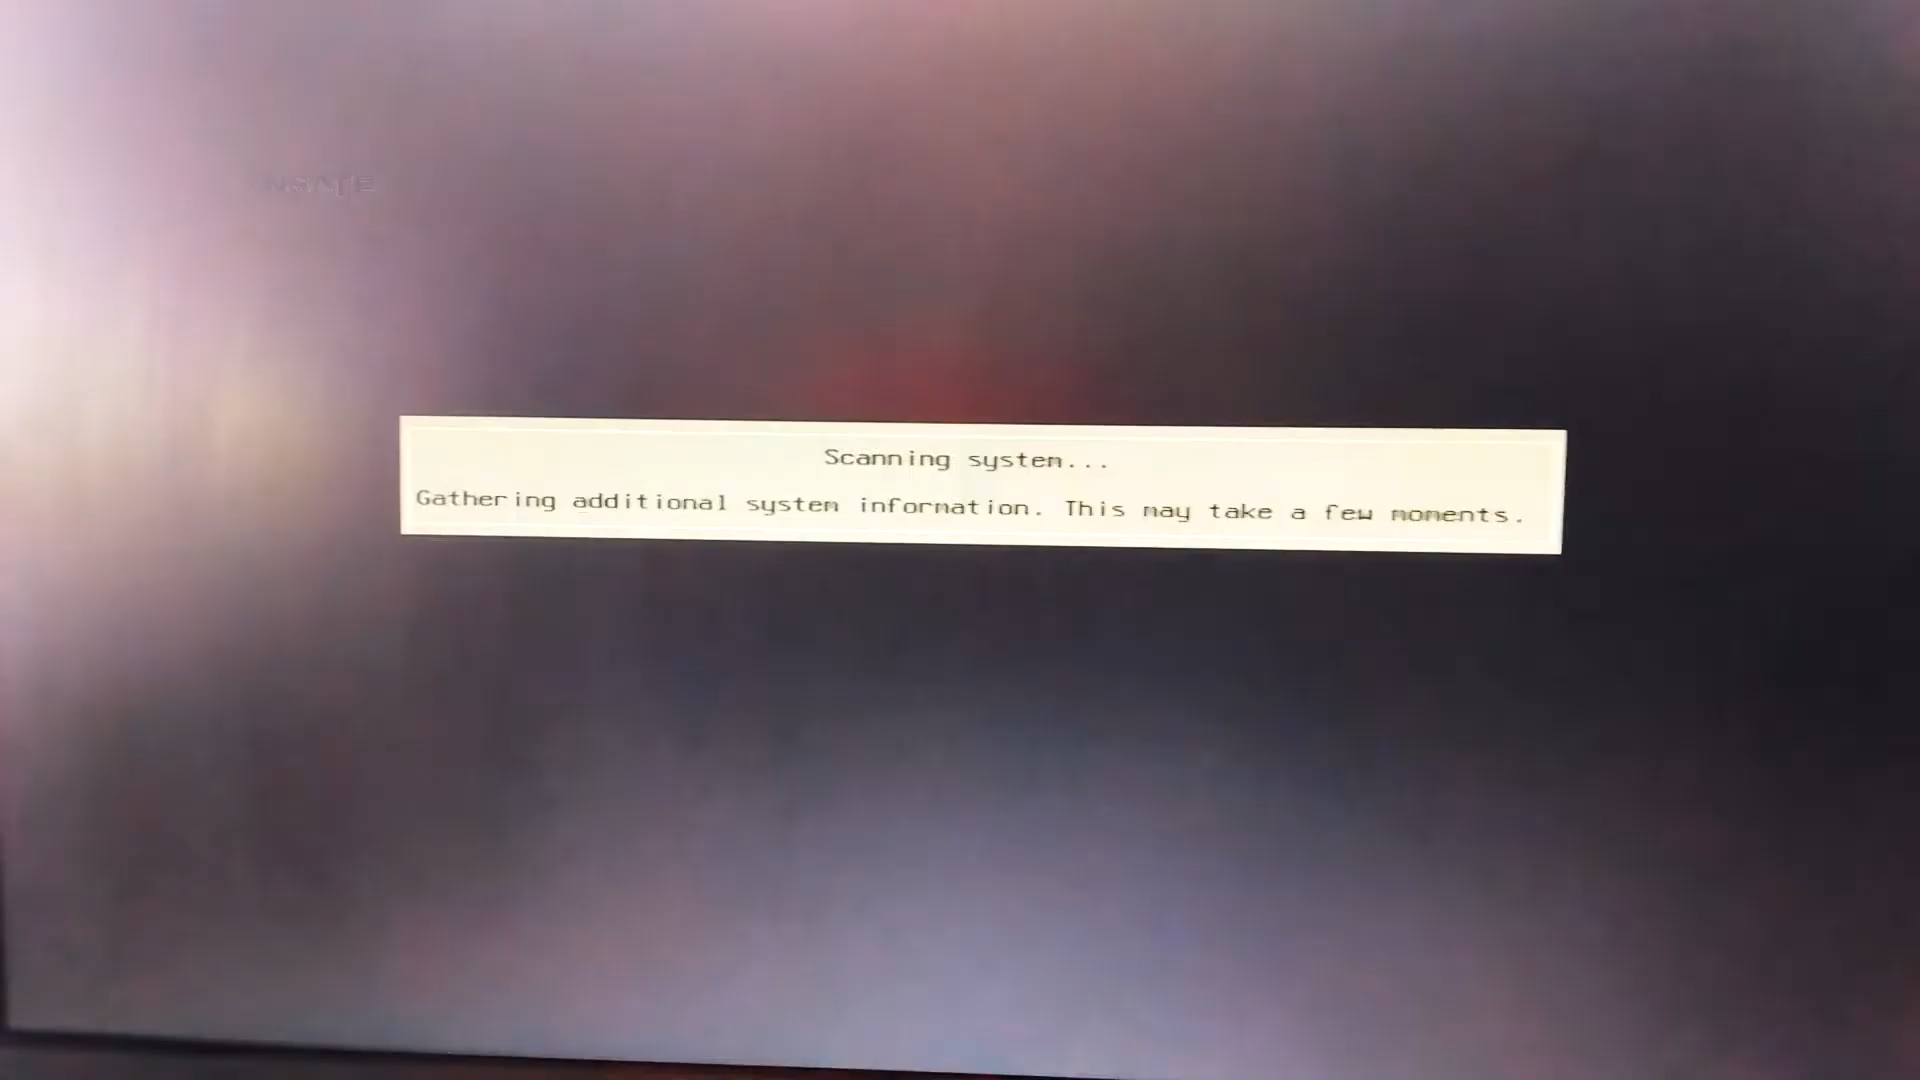 Scanning system...
Gathering additional system information. This may take a few moments.